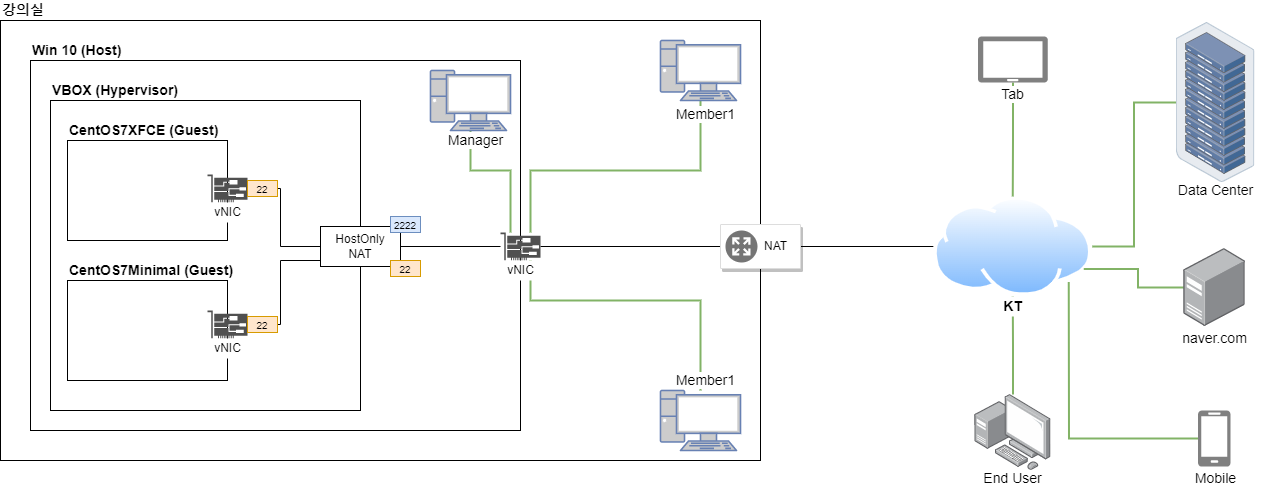 강의실
Win 10 (Host)
VBOX (Hypervisor)
CentOS7XFCE (Guest)
22
vNIC
CentOS7Minimal (Guest)
22
vNIC
HostOnly
NAT
2222
22
Manager
vNIC
Member1
Member1
NAT
KT
Tab
Data Center
naver.com
End User
Mobile